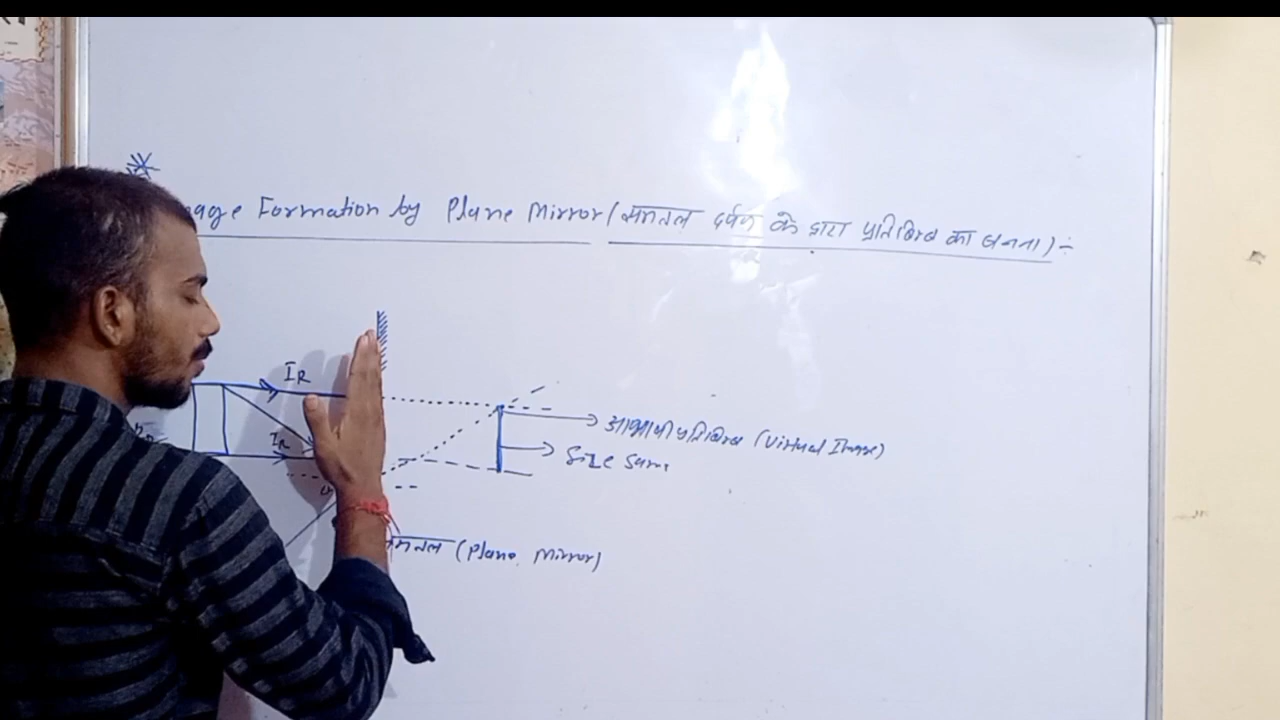 *
age Formation by Plane Mirror (समतल दर्पण के द्वारा प्रतिबिम्ब का बनना) :-
IR
IR
आभासी प्रतिबिम्ब (Virtual Image)
Size Same
समतल (Plane Mirror)